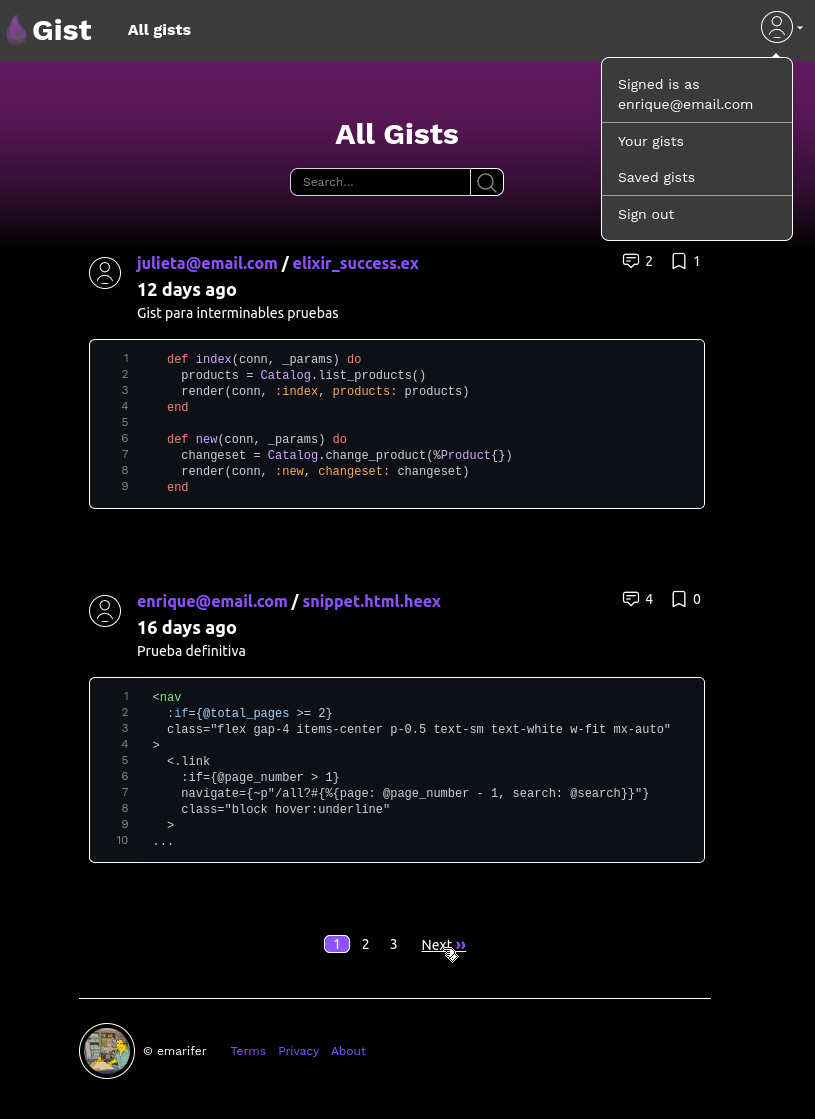 Gist
All gists
Signed is as
enrique@email.com
Your gists
Saved gists
Sign out
All Gists
Search...
julieta@email.com / elixir_success.ex
2
1
12 days ago
Gist para interminables pruebas
1 def index(conn, _params) do
2 products = Catalog.list_products()
3 render(conn, :index, products: products)
4 end
5
6 def new(conn, _params) do
7 changeset = Catalog.change_product(%Product{})
8 render(conn, :new, changeset: changeset)
9 end
enrique@email.com / snippet.html.heex
4
0
16 days ago
Prueba definitiva
1 <nav
2 :if={@total_pages >= 2}
3 class="flex gap-4 items-center p-0.5 text-sm text-white w-fit mx-auto"
4 >
5 <.link
6 :if={@page_number > 1}
7 navigate={~p"/all?#{%{page: @page_number - 1, search: @search}}"}
8 class="block hover:underline"
9 >
10 ...
1 2 3 Next ››
© emarifer Terms Privacy About